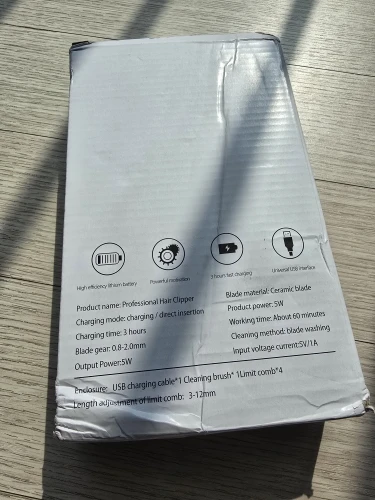 High efficiency lithium battery
Powerful motivation
3 hours fast charging
Universal USB interface
Product name: Professional Hair Clipper
Charging mode: charging / direct insertion
Charging time: 3 hours
Blade gear: 0.8-2.0mm
Output Power:5W
Blade material: Ceramic blade
Product power: 5W
Working time: About 60 minutes
Cleaning method: blade washing
Input voltage current:5V/1A
Enclosure: USB charging cable*1 Cleaning brush* 1Limit comb*4
Length adjustment of limit comb: 3-12mm